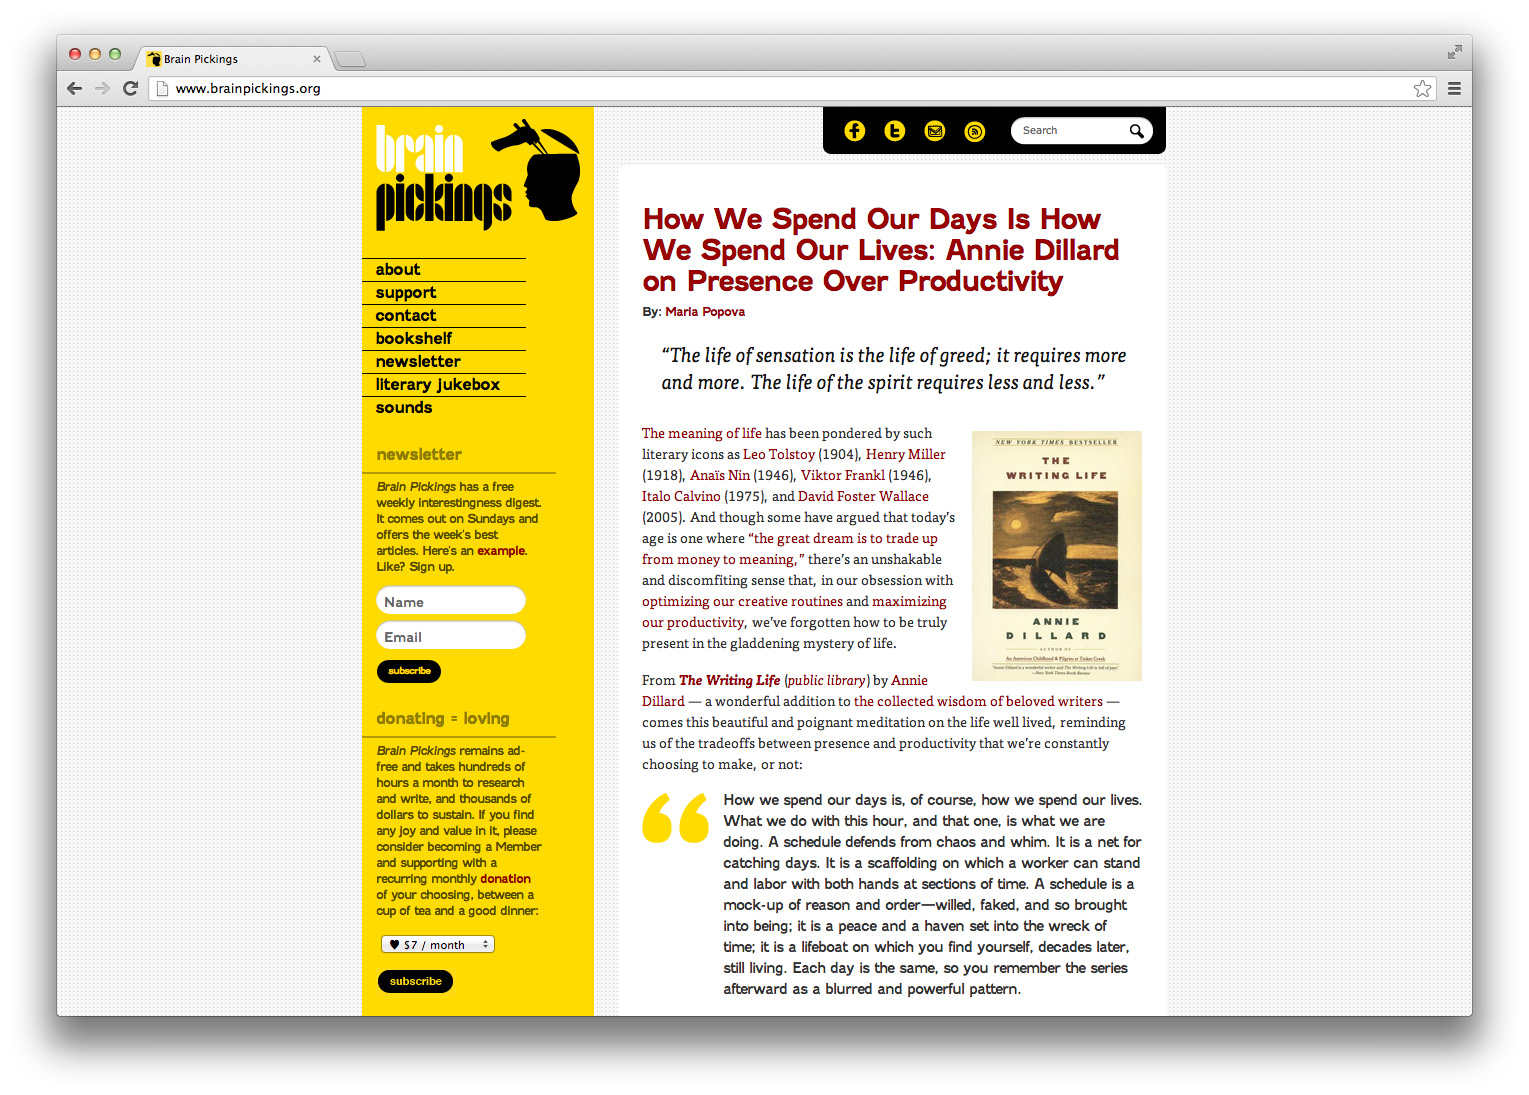 Brain Pickings
www.brainpickings.org
brain
pickings
Search
about
support
contact
bookshelf
newsletter
literary jukebox
sounds
newsletter
Brain Pickings has a free
weekly interestingness digest.
It comes out on Sundays and
offers the week's best
articles. Here's an example.
Like? Sign up.
Name
Email
subscribe
donating = loving
Brain Pickings remains ad-
free and takes hundreds of
hours a month to research
and write, and thousands of
dollars to sustain. If you find
any joy and value in it, please
consider becoming a Member
and supporting with a
recurring monthly donation
of your choosing, between a
cup of tea and a good dinner:
♥ $7 / month
subscribe
How We Spend Our Days Is How
We Spend Our Lives: Annie Dillard
on Presence Over Productivity
By: Maria Popova
“The life of sensation is the life of greed; it requires more
and more. The life of the spirit requires less and less.”
The meaning of life has been pondered by such
literary icons as Leo Tolstoy (1904), Henry Miller
(1918), Anaïs Nin (1946), Viktor Frankl (1946),
Italo Calvino (1975), and David Foster Wallace
(2005). And though some have argued that today’s
age is one where “the great dream is to trade up
from money to meaning,” there’s an unshakable
and discomfiting sense that, in our obsession with
optimizing our creative routines and maximizing
our productivity, we’ve forgotten how to be truly
present in the gladdening mystery of life.
NEW YORK TIMES BESTSELLER
THE
WRITING LIFE
ANNIE
DILLARD
AUTHOR OF
An American Childhood & Pilgrim at Tinker Creek
"Annie Dillard is a wonderful writer and The Writing Life is full of joys."
—New York Times Book Review
From The Writing Life (public library) by Annie
Dillard — a wonderful addition to the collected wisdom of beloved writers —
comes this beautiful and poignant meditation on the life well lived, reminding
us of the tradeoffs between presence and productivity that we’re constantly
choosing to make, or not:
“
How we spend our days is, of course, how we spend our lives.
What we do with this hour, and that one, is what we are
doing. A schedule defends from chaos and whim. It is a net for
catching days. It is a scaffolding on which a worker can stand
and labor with both hands at sections of time. A schedule is a
mock-up of reason and order—willed, faked, and so brought
into being; it is a peace and a haven set into the wreck of
time; it is a lifeboat on which you find yourself, decades later,
still living. Each day is the same, so you remember the series
afterward as a blurred and powerful pattern.